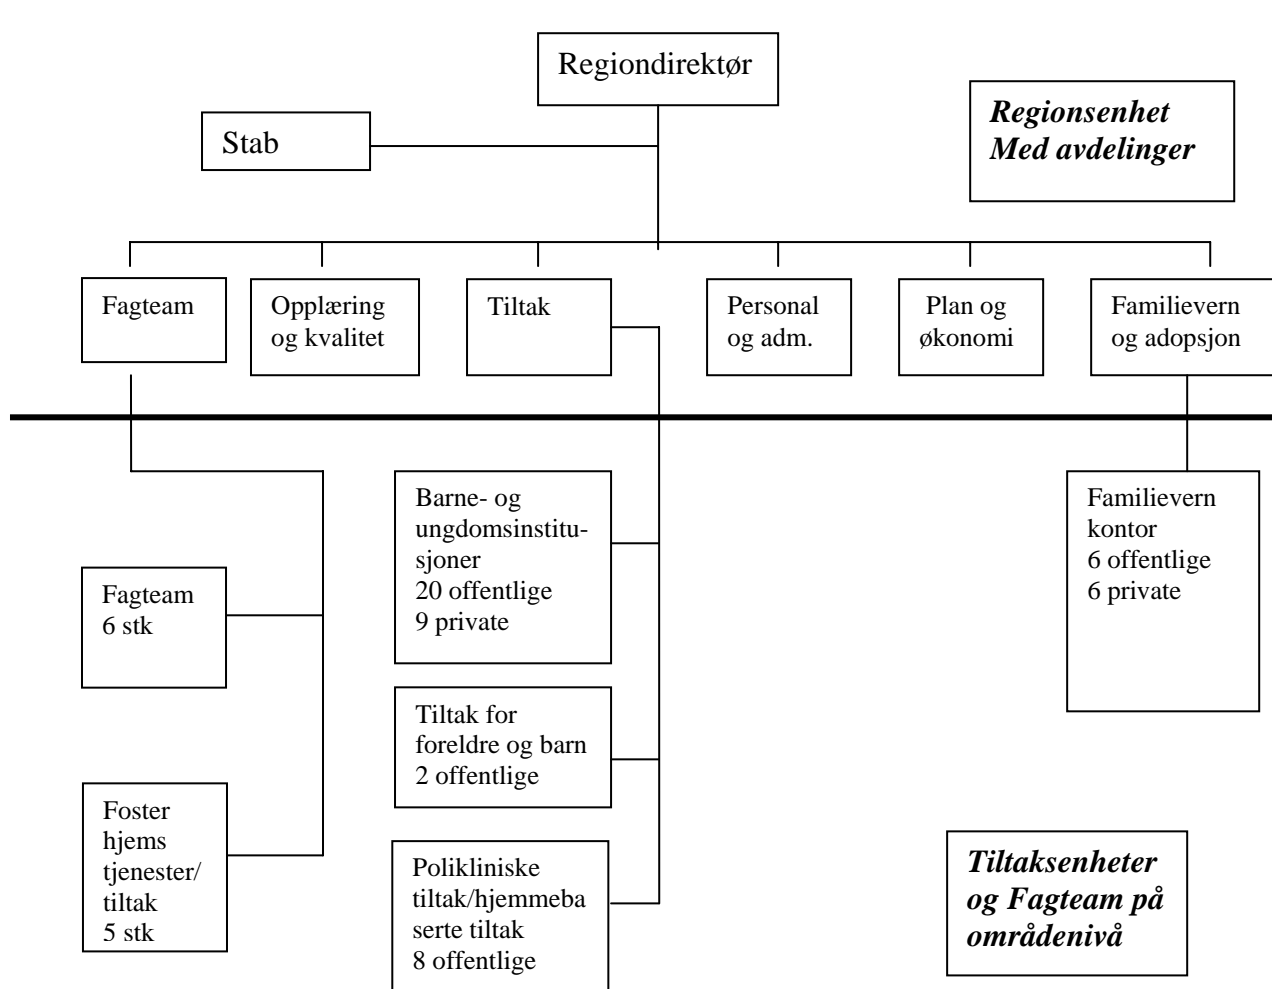 Regiondirektør
Stab
Regionsenhet
Med avdelinger
Fagteam
Opplæring
og kvalitet
Tiltak
Personal
og adm.
Plan og
økonomi
Familievern
og adopsjon
Barne- og
ungdomsinstitu-
sjoner
20 offentlige
9 private
Familievern
kontor
6 offentlige
6 private
Fagteam
6 stk
Tiltak for
foreldre og barn
2 offentlige
Foster
hjems
tjenester/
tiltak
5 stk
Polikliniske
tiltak/hjemmeba
serte tiltak
8 offentlige
Tiltaksenheter
og Fagteam på
områdenivå